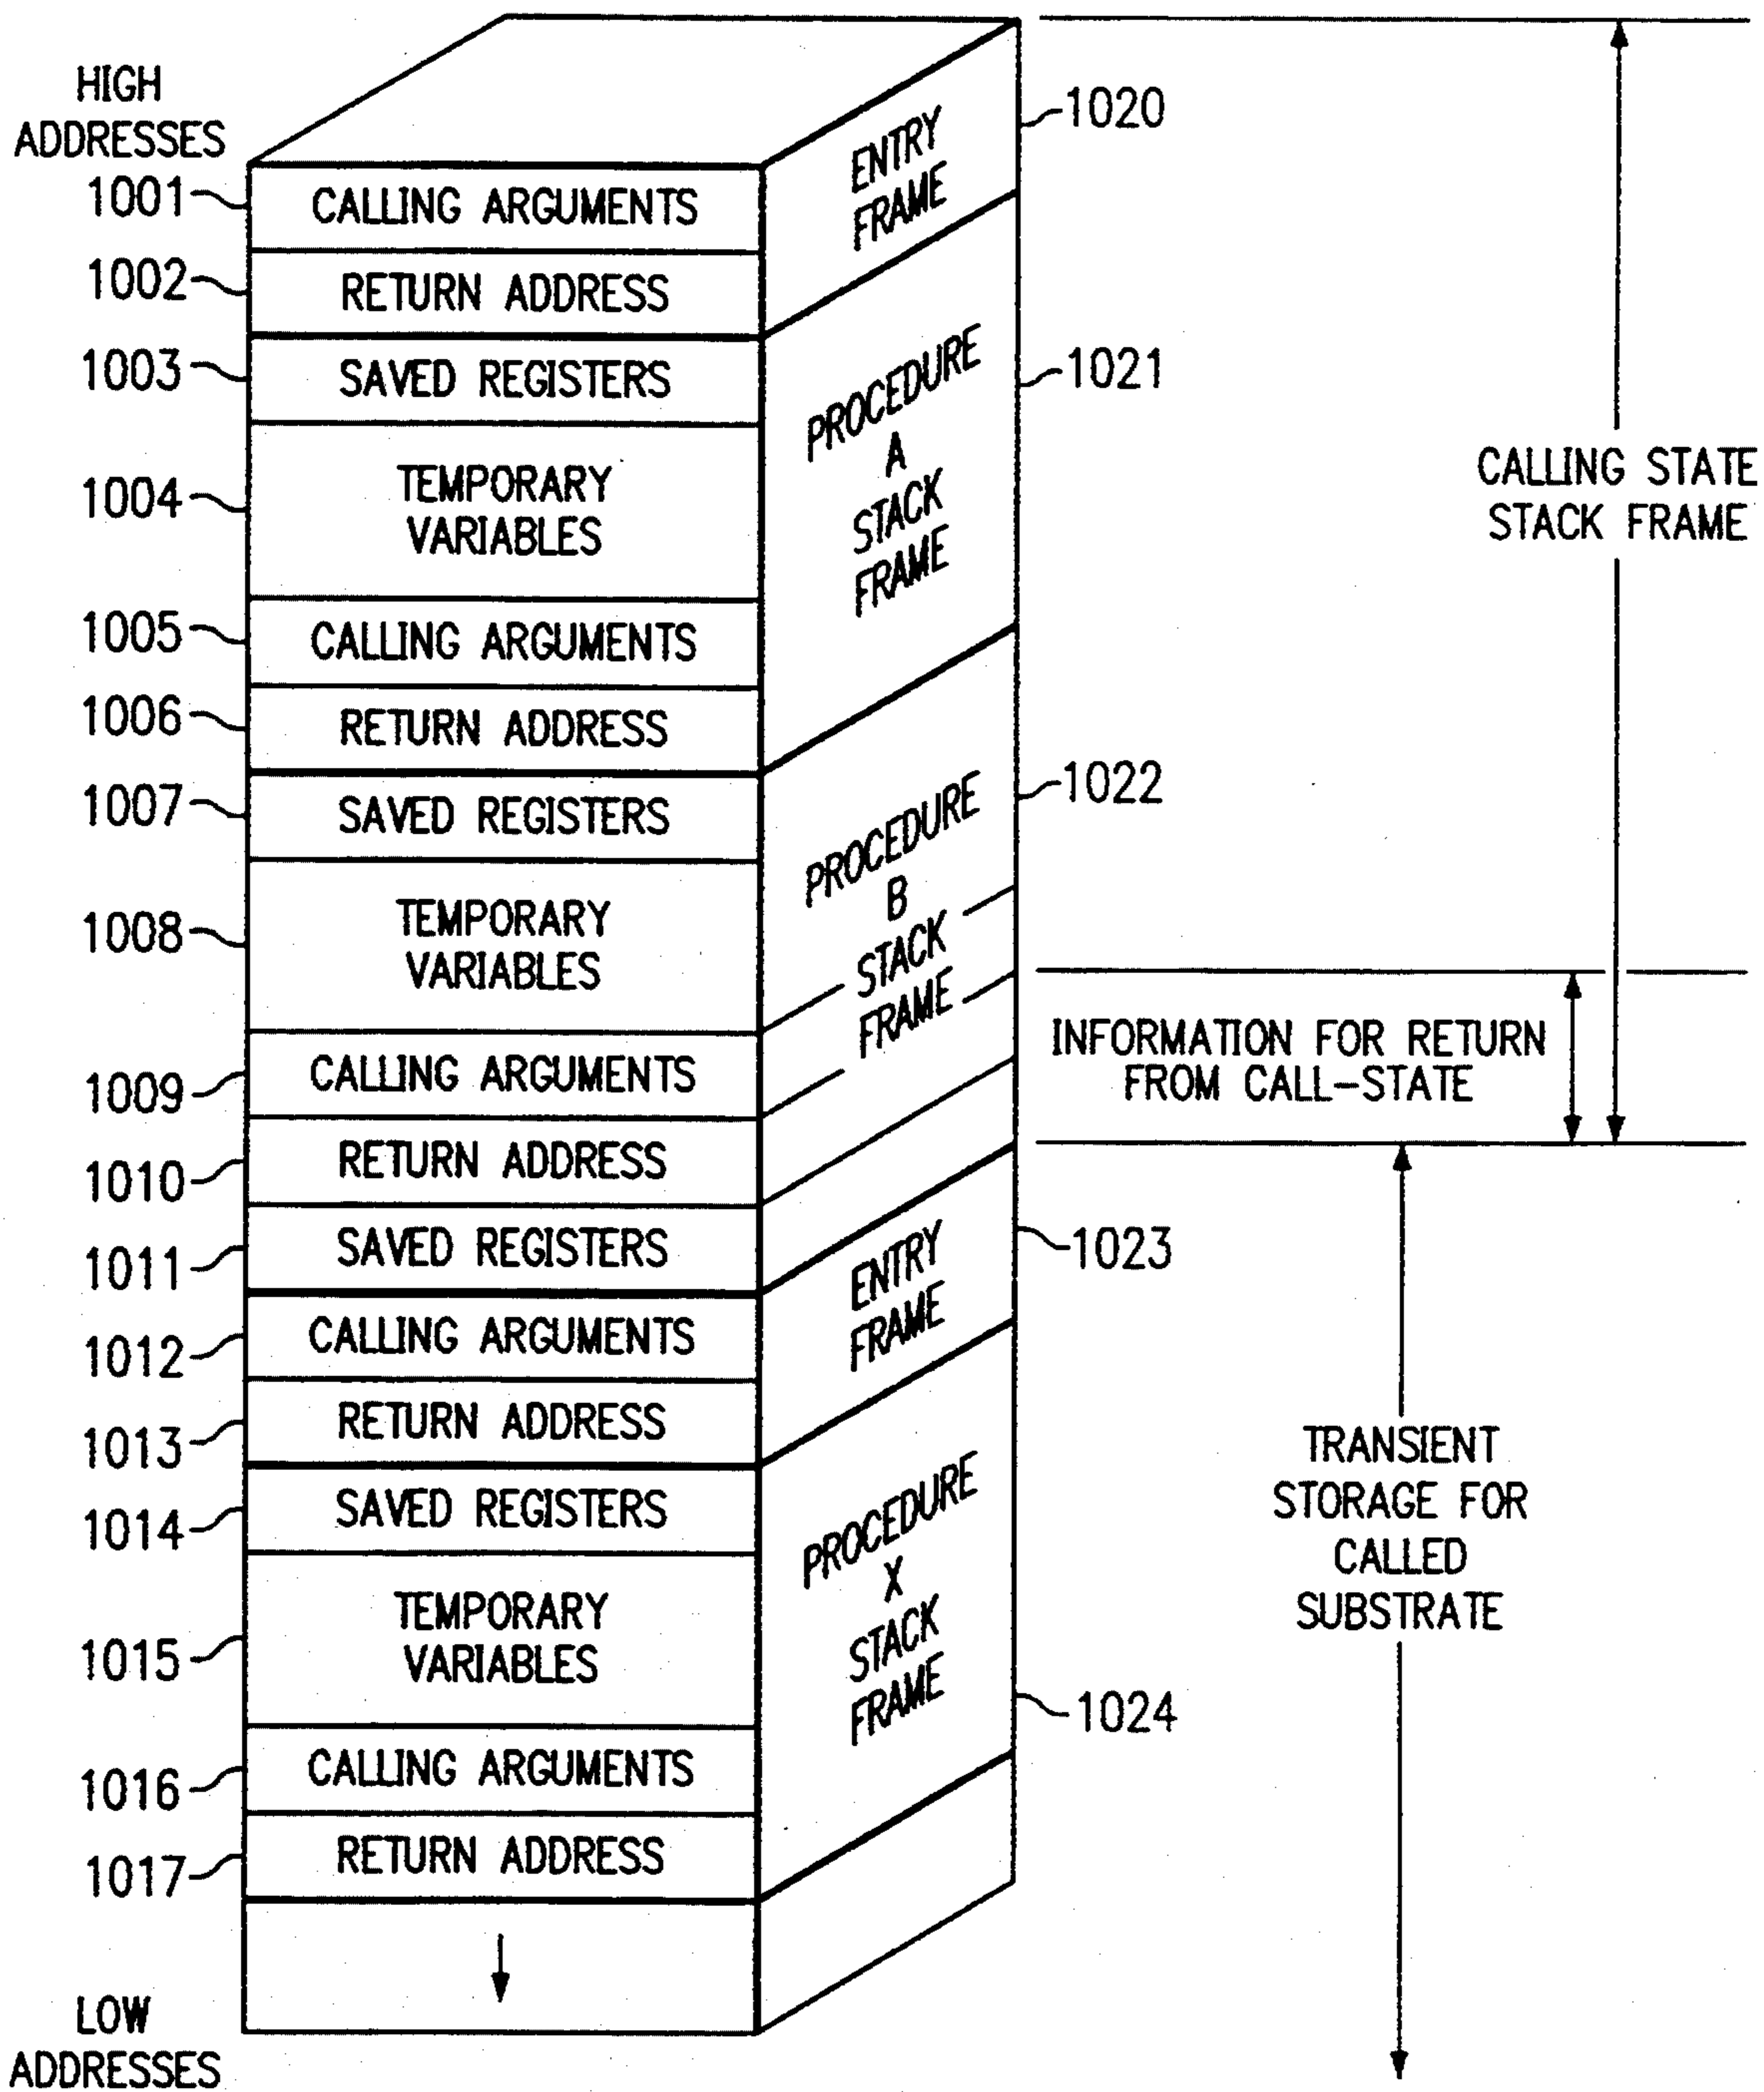 HIGH
ADDRESSES
1001
CALLING ARGUMENTS
1002
RETURN ADDRESS
1003
SAVED REGISTERS
1004
TEMPORARY
VARIABLES
1005
CALLING ARGUMENTS
1006
RETURN ADDRESS
1007
SAVED REGISTERS
1008
TEMPORARY
VARIABLES
1009
CALLING ARGUMENTS
1010
RETURN ADDRESS
1011
SAVED REGISTERS
1012
CALLING ARGUMENTS
1013
RETURN ADDRESS
1014
SAVED REGISTERS
1015
TEMPORARY
VARIABLES
1016
CALLING ARGUMENTS
1017
RETURN ADDRESS
LOW
ADDRESSES
ENTRY
FRAME
1020
PROCEDURE
A
STACK
FRAME
1021
PROCEDURE
B
STACK
FRAME
1022
ENTRY
FRAME
1023
PROCEDURE
X
STACK
FRAME
1024
CALLING STATE
STACK FRAME
INFORMATION FOR RETURN
FROM CALL-STATE
TRANSIENT
STORAGE FOR
CALLED
SUBSTRATE